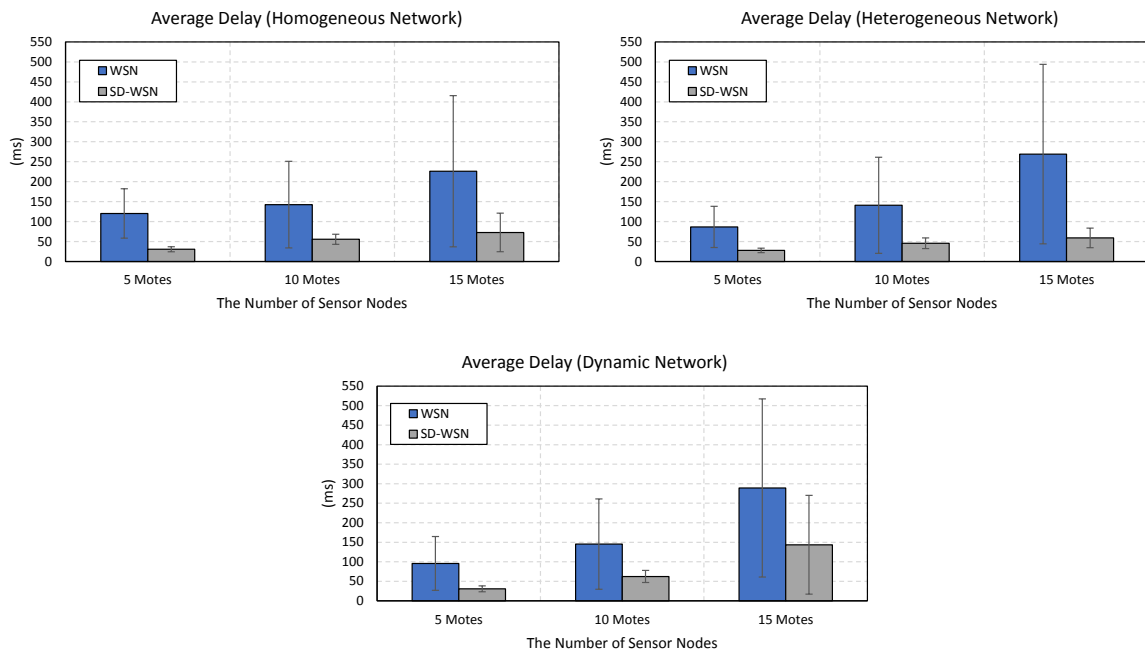 Average Delay (Homogeneous Network)
550
500
450
400
350
300
250
200
150
100
50
0
(ms)
WSN
SD-WSN
5 Motes 10 Motes 15 Motes
The Number of Sensor Nodes
Average Delay (Heterogeneous Network)
550
500
450
400
350
300
250
200
150
100
50
0
(ms)
WSN
SD-WSN
5 Motes 10 Motes 15 Motes
The Number of Sensor Nodes
Average Delay (Dynamic Network)
550
500
450
400
350
300
250
200
150
100
50
0
(ms)
WSN
SD-WSN
5 Motes 10 Motes 15 Motes
The Number of Sensor Nodes